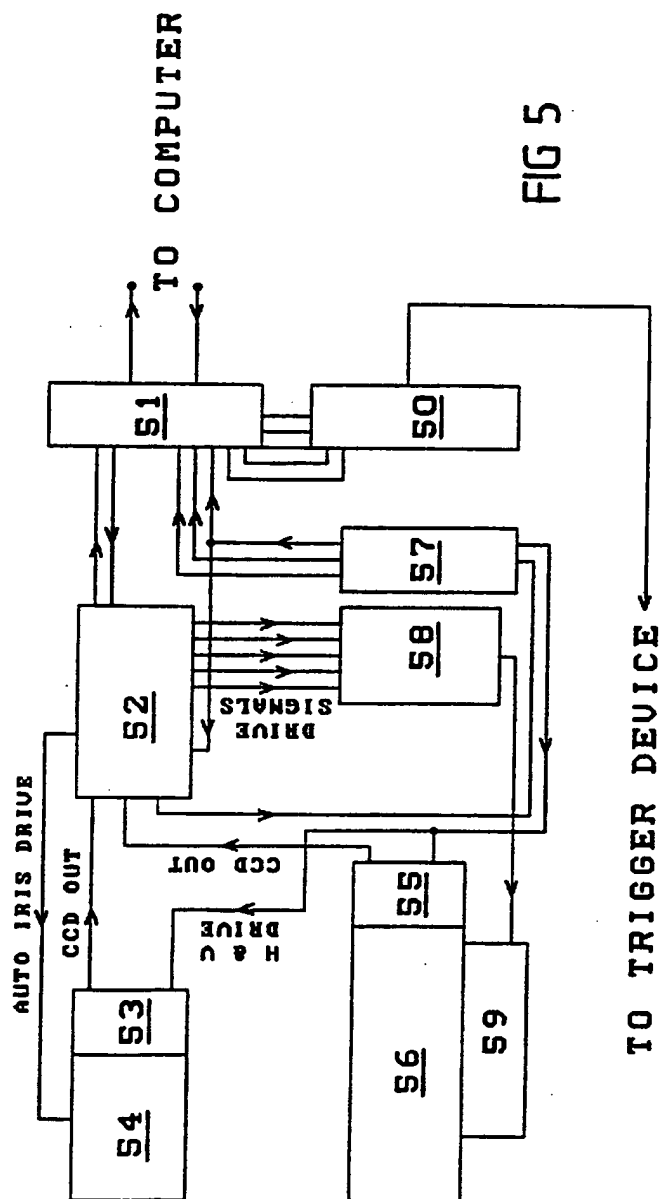 TO COMPUTER
FIG 5
51
50
57
52
58
DRIVE
SIGNALS
AUTO IRIS DRIVE
CCD OUT
CCD OUT
H & V
DRIVE
53
54
55
56
59
TO TRIGGER DEVICE